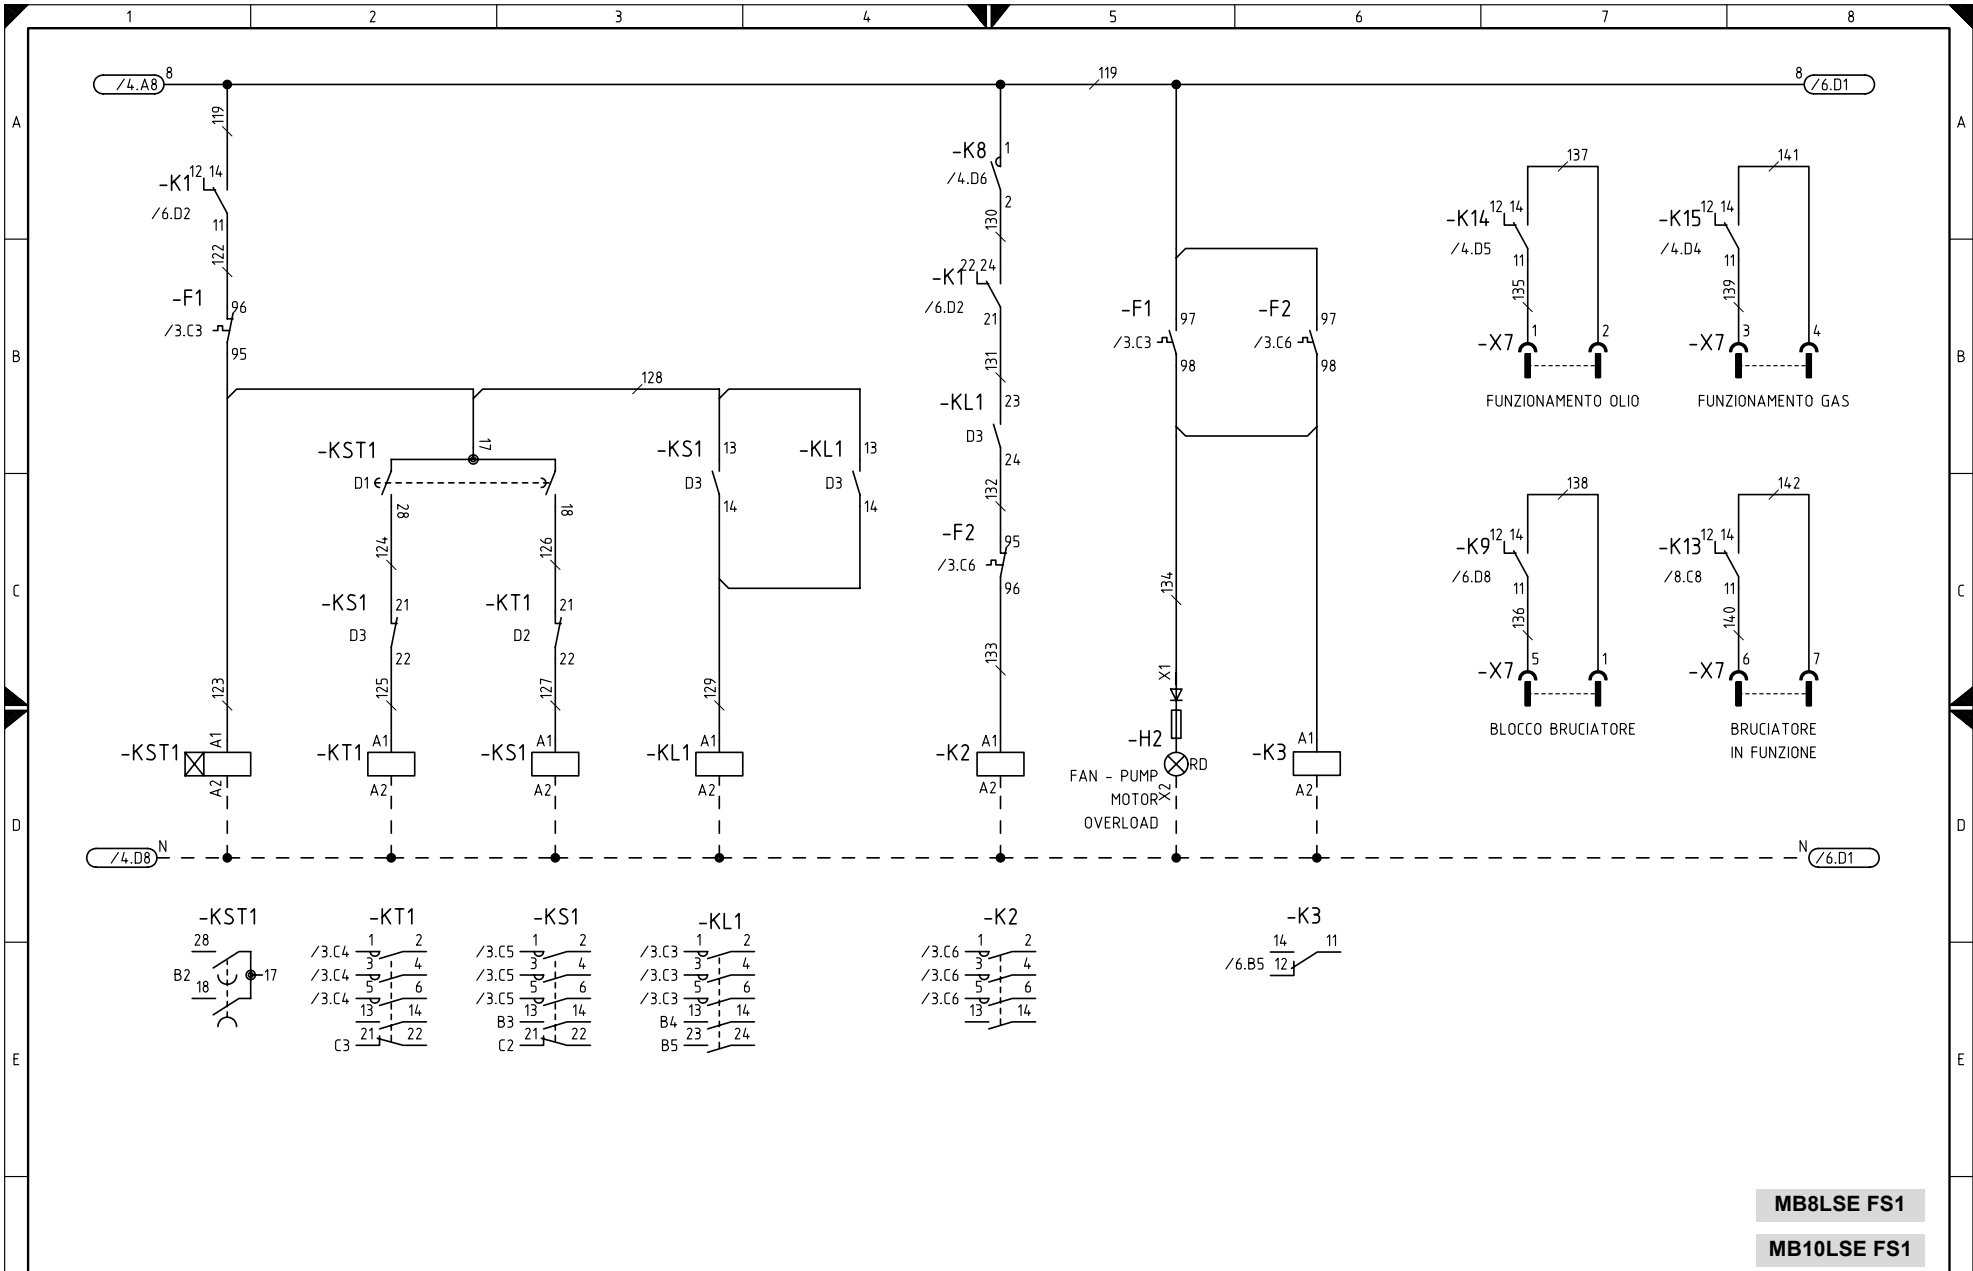 1 2 3 4 5 6 7 8
/4.A8 8 119 8 /6.D1
A A
119
-K8 1
/4.D6
2
130
-K1 12 14
/6.D2
11
122
137
-K14 12 14
/4.D5
11
135
141
-K15 12 14
/4.D4
11
139
-K1 22 24
/6.D2
21
131
-F1 96
/3.C3
95
-F1 97
/3.C3
98
-F2 97
/3.C6
98
B B
-X7 1 2
FUNZIONAMENTO OLIO
-X7 3 4
FUNZIONAMENTO GAS
128
-KL1 23
D3
24
132
-KST1 17
D1
28 18
124 126
-KS1 13
D3
14
-KL1 13
D3
14
-F2 95
/3.C6
96
133
134
138
-K9 12 14
/6.D8
11
136
142
-K13 12 14
/8.C8
11
140
C C
-KS1 21
D3
22
125
-KT1 21
D2
22
127
123
129
-X7 5 1
BLOCCO BRUCIATORE
-X7 6 7
BRUCIATORE
IN FUNZIONE
X1
-KST1 A1
A2
-KT1 A1
A2
-KS1 A1
A2
-KL1 A1
A2
-K2 A1
A2
-H2 RD
X2
FAN - PUMP
MOTOR
OVERLOAD
-K3 A1
A2
D D
/4.D8 N N /6.D1
-KST1
28
B2 17
18
-KT1
/3.C4 1 2
/3.C4 3 4
/3.C4 5 6
13 14
C3 21 22
-KS1
/3.C5 1 2
/3.C5 3 4
/3.C5 5 6
B3 13 14
C2 21 22
-KL1
/3.C3 1 2
/3.C3 3 4
/3.C3 5 6
B4 13 14
B5 23 24
-K2
/3.C6 1 2
/3.C6 3 4
/3.C6 5 6
13 14
-K3
14 11
/6.B5 12
E E
MB8LSE FS1
MB10LSE FS1